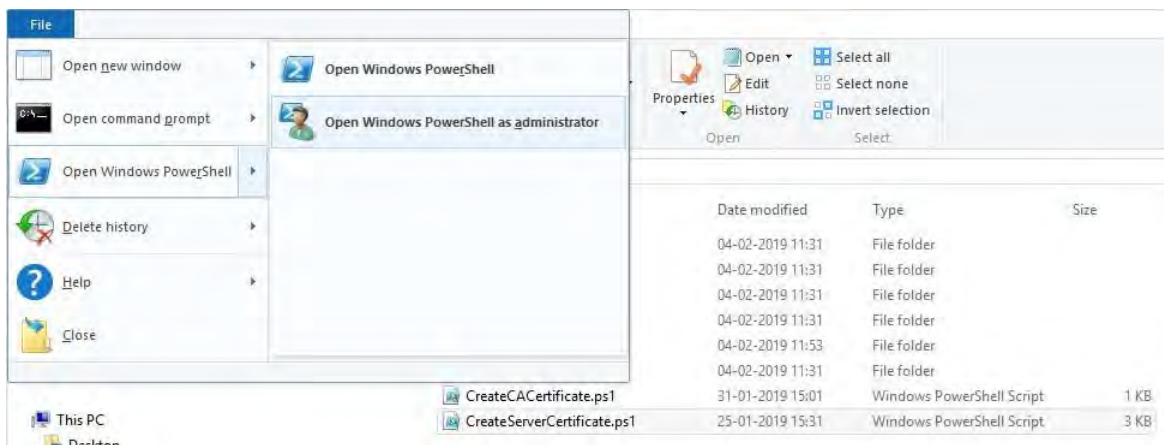 File
Open new window
Open command prompt
Open Windows PowerShell
Delete history
Help
Close
Open Windows PowerShell
Open Windows PowerShell as administrator
Properties
Open
Edit
History
Open
Select all
Select none
Invert selection
Select
Date modified Type Size
04-02-2019 11:31 File folder
04-02-2019 11:31 File folder
04-02-2019 11:31 File folder
04-02-2019 11:31 File folder
04-02-2019 11:53 File folder
04-02-2019 11:31 File folder
CreateCACertificate.ps1 31-01-2019 15:01 Windows PowerShell Script 1 KB
CreateServerCertificate.ps1 25-01-2019 15:31 Windows PowerShell Script 3 KB
This PC
Desktop